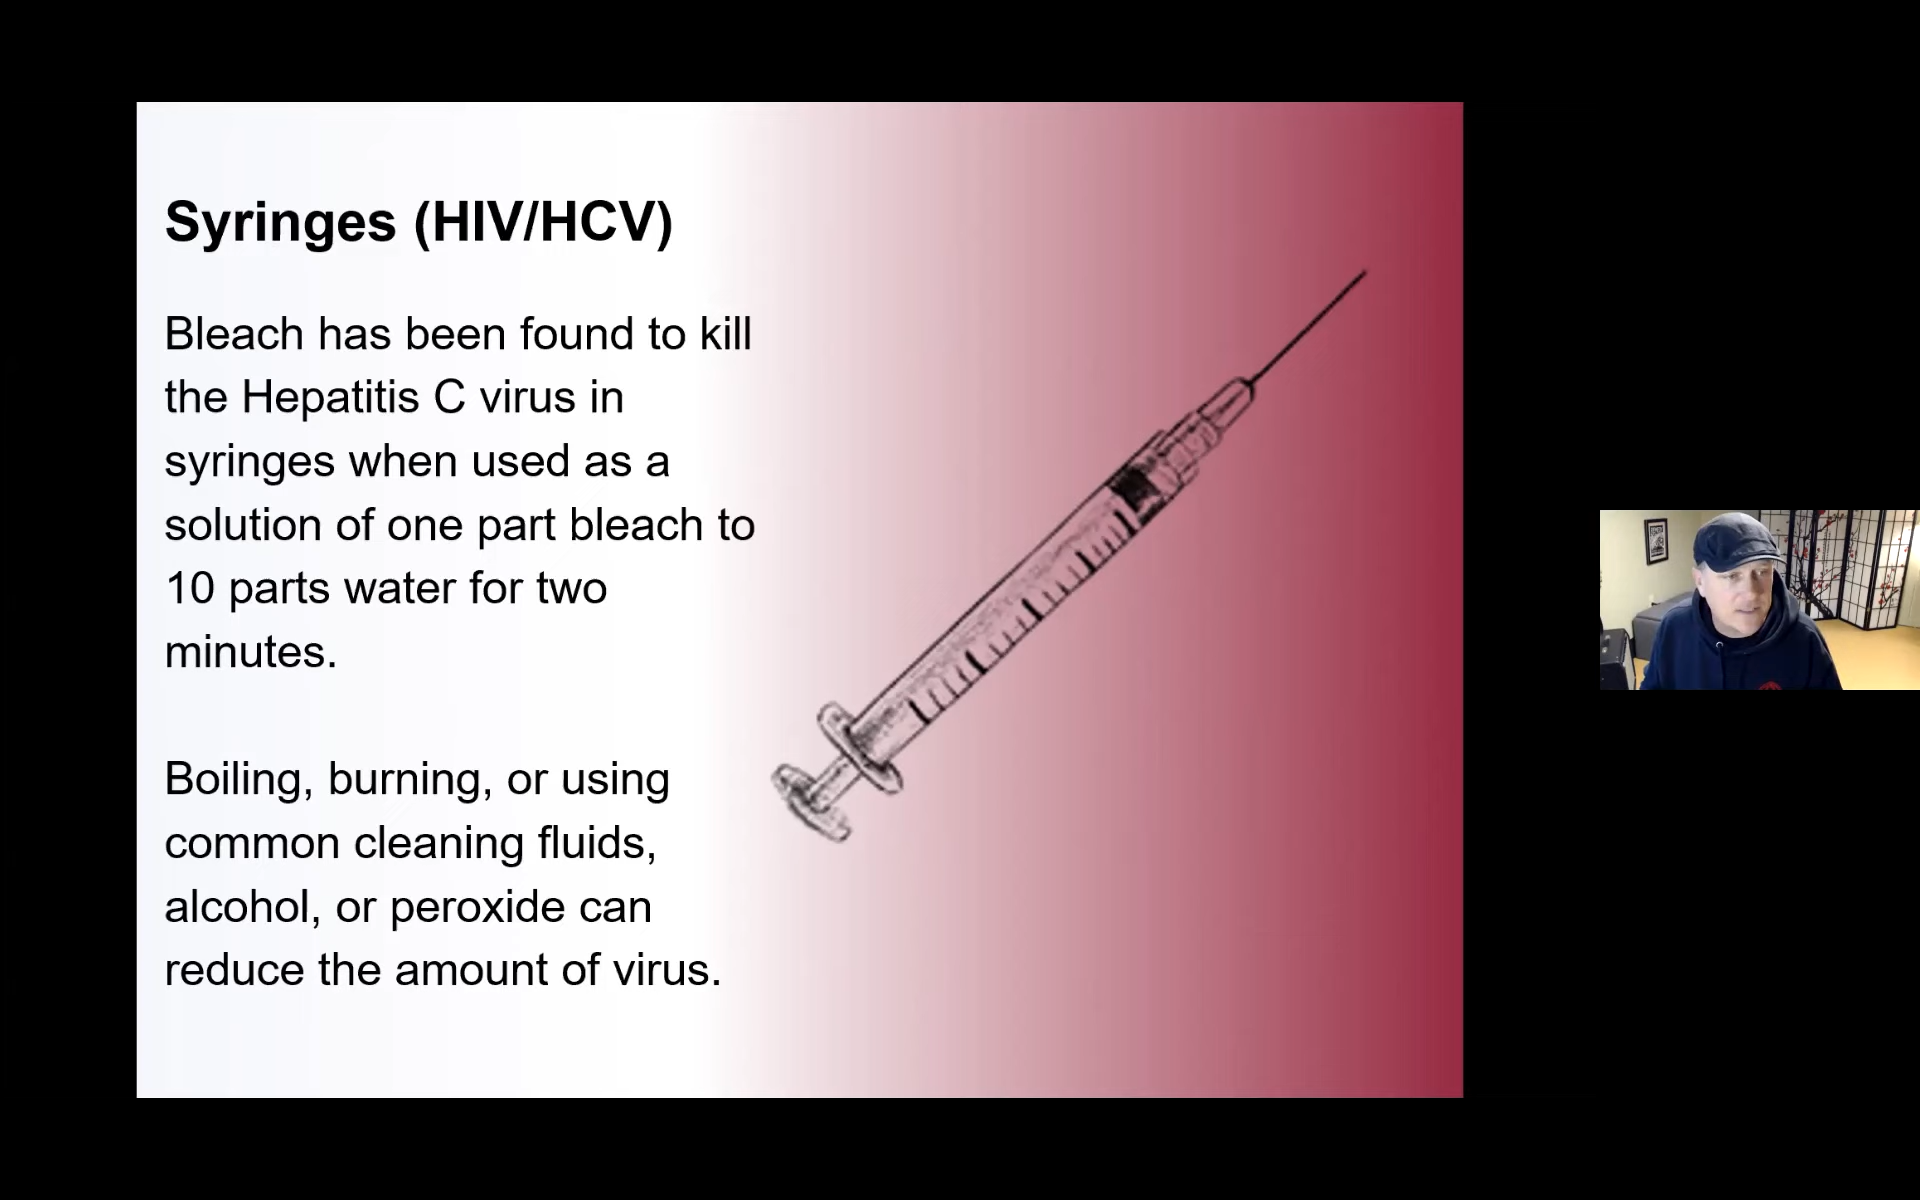 Syringes (HIV/HCV)
Bleach has been found to kill
the Hepatitis C virus in
syringes when used as a
solution of one part bleach to
10 parts water for two
minutes.
Boiling, burning, or using
common cleaning fluids,
alcohol, or peroxide can
reduce the amount of virus.